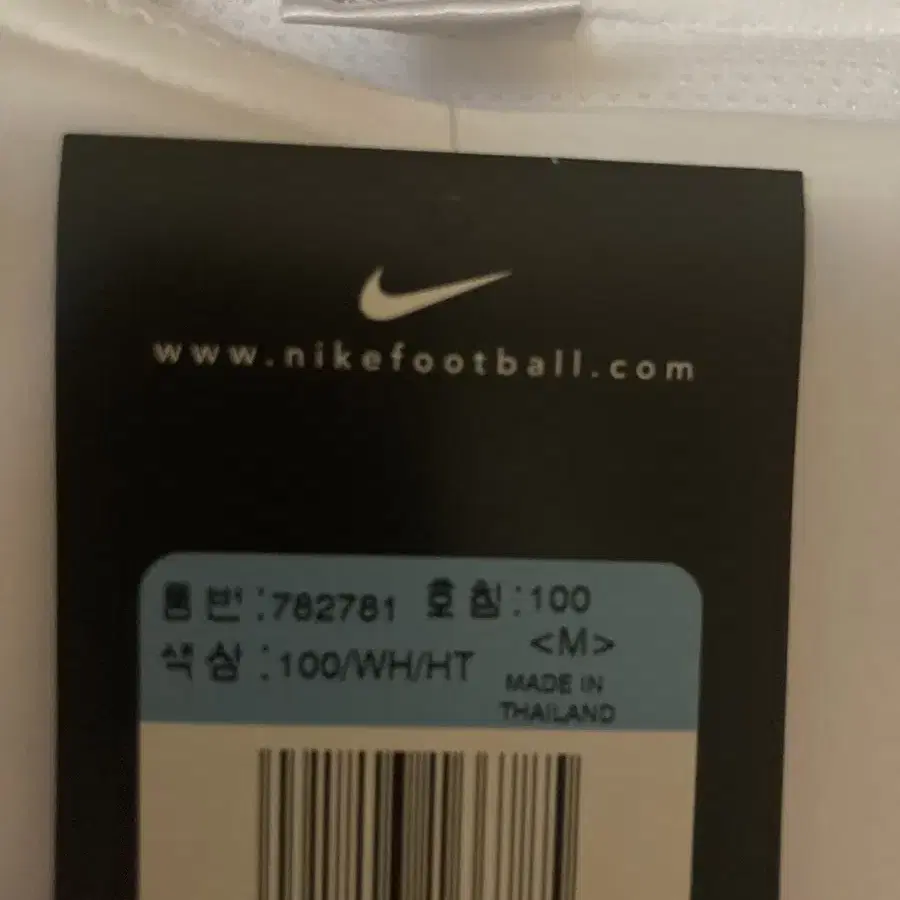 www.nikefootball.com
품 번 :782781 호 칭 :100
<M>
색 상 :100/WH/HT
MADE IN
THAILAND